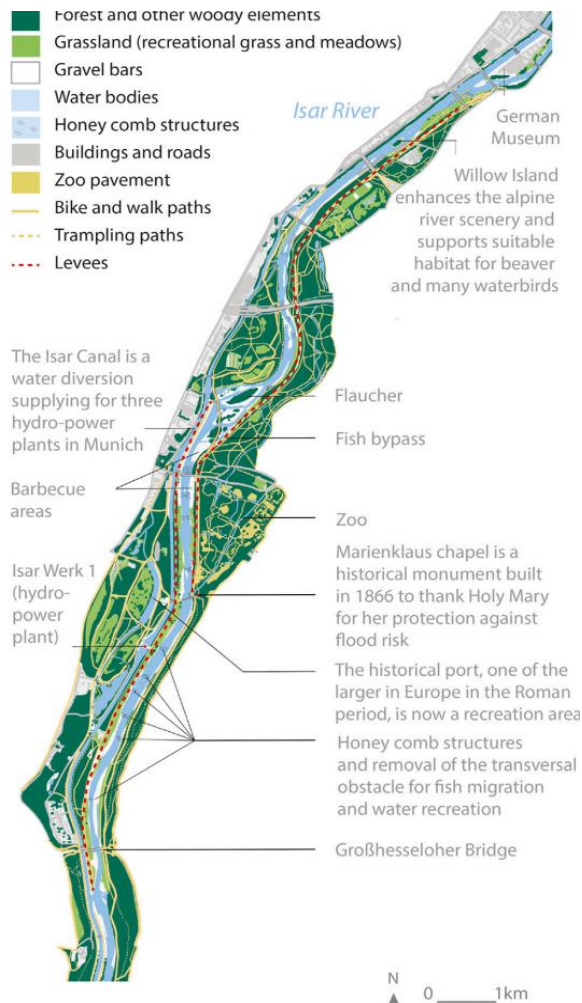 Forest and other woody elements
Grassland (recreational grass and meadows)
Gravel bars
Water bodies
Honey comb structures
Buildings and roads
Zoo pavement
Bike and walk paths
Trampling paths
Levees
Isar River
German
Museum
Willow Island
enhances the alpine
river scenery and
supports suitable
habitat for beaver
and many waterbirds
The Isar Canal is a
water diversion
supplying for three
hydro-power
plants in Munich
Flaucher
Fish bypass
Barbecue
areas
Zoo
Isar Werk 1
(hydro-
power
plant)
Marienklaus chapel is a
historical monument built
in 1866 to thank Holy Mary
for her protection against
flood risk
The historical port, one of the
larger in Europe in the Roman
period, is now a recreation area
Honey comb structures
and removal of the transversal
obstacle for fish migration
and water recreation
Großhesseloher Bridge
N
0 1km